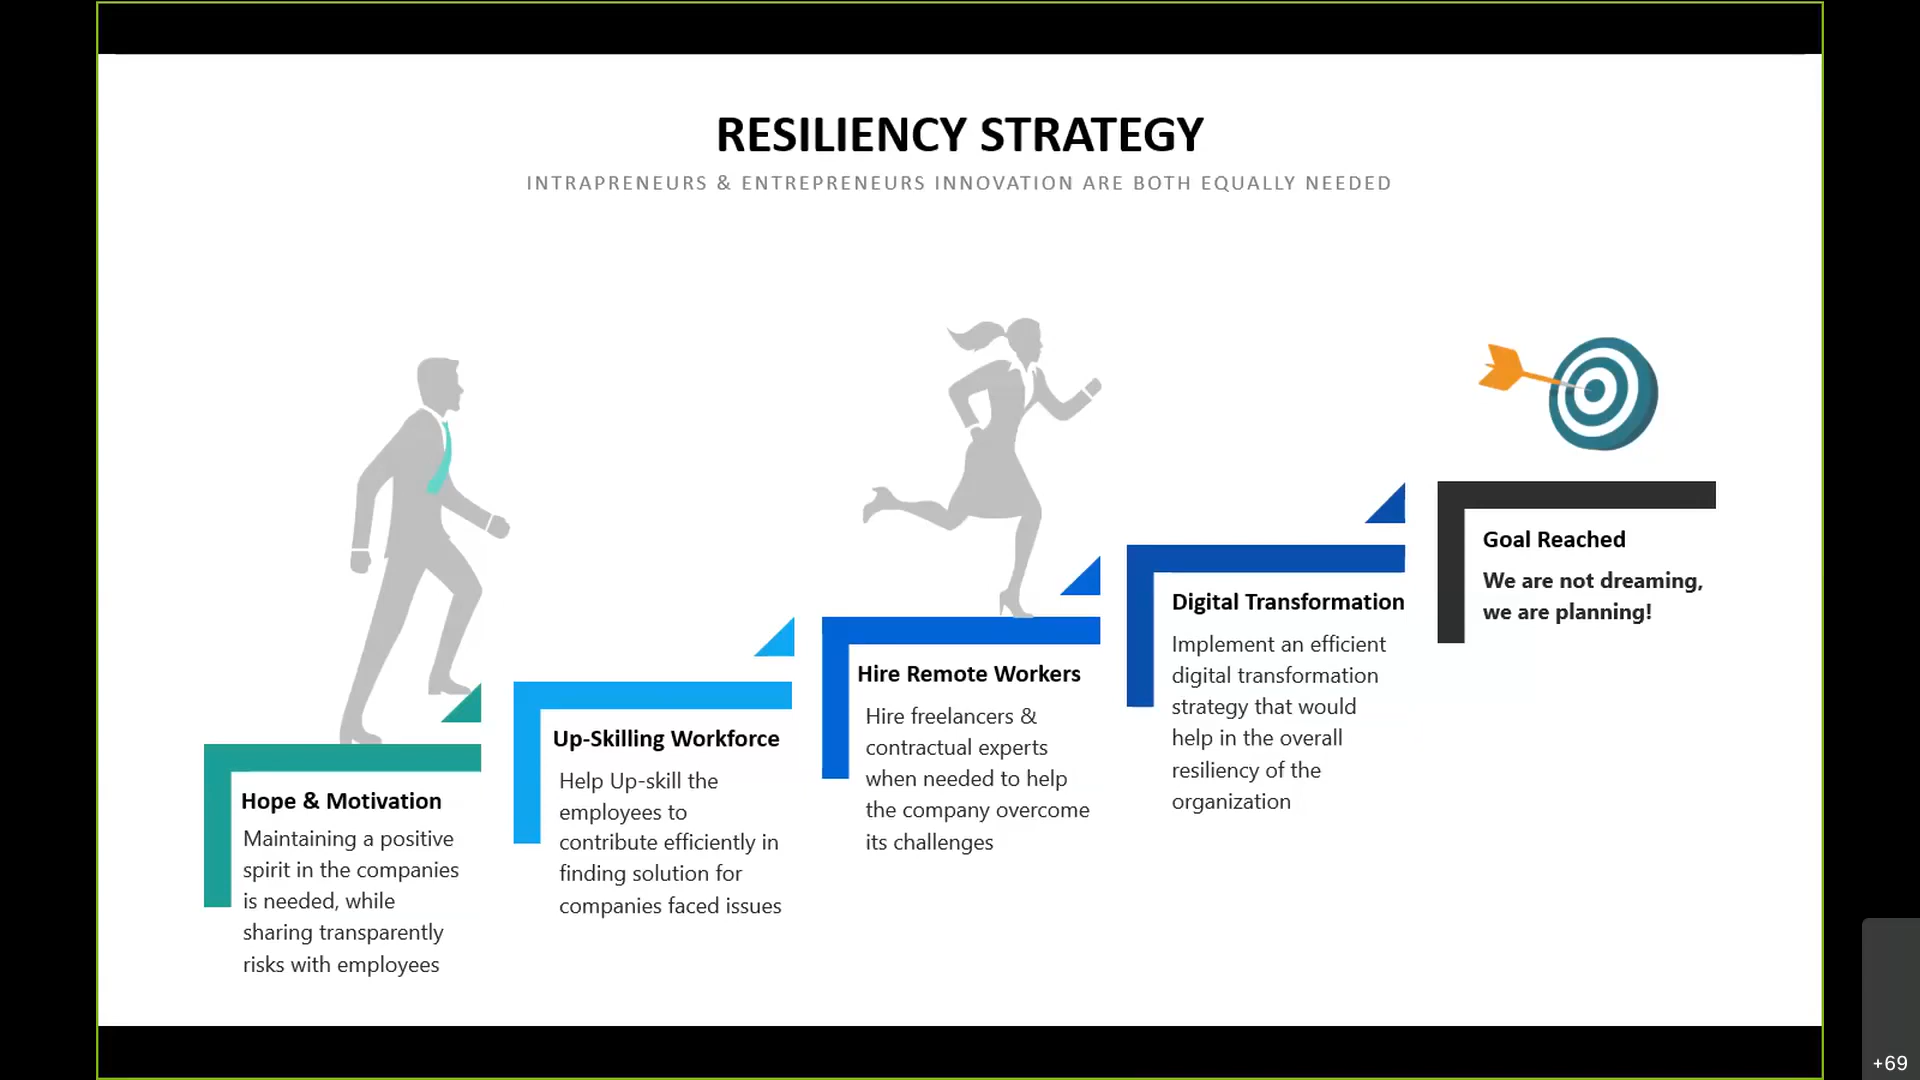 RESILIENCY STRATEGY
INTRAPRENEURS & ENTREPRENEURS INNOVATION ARE BOTH EQUALLY NEEDED
Hope & Motivation
Maintaining a positive
spirit in the companies
is needed, while
sharing transparently
risks with employees
Up-Skilling Workforce
Help Up-skill the
employees to
contribute efficiently in
finding solution for
companies faced issues
Hire Remote Workers
Hire freelancers &
contractual experts
when needed to help
the company overcome
its challenges
Digital Transformation
Implement an efficient
digital transformation
strategy that would
help in the overall
resiliency of the
organization
Goal Reached
We are not dreaming,
we are planning!
+69